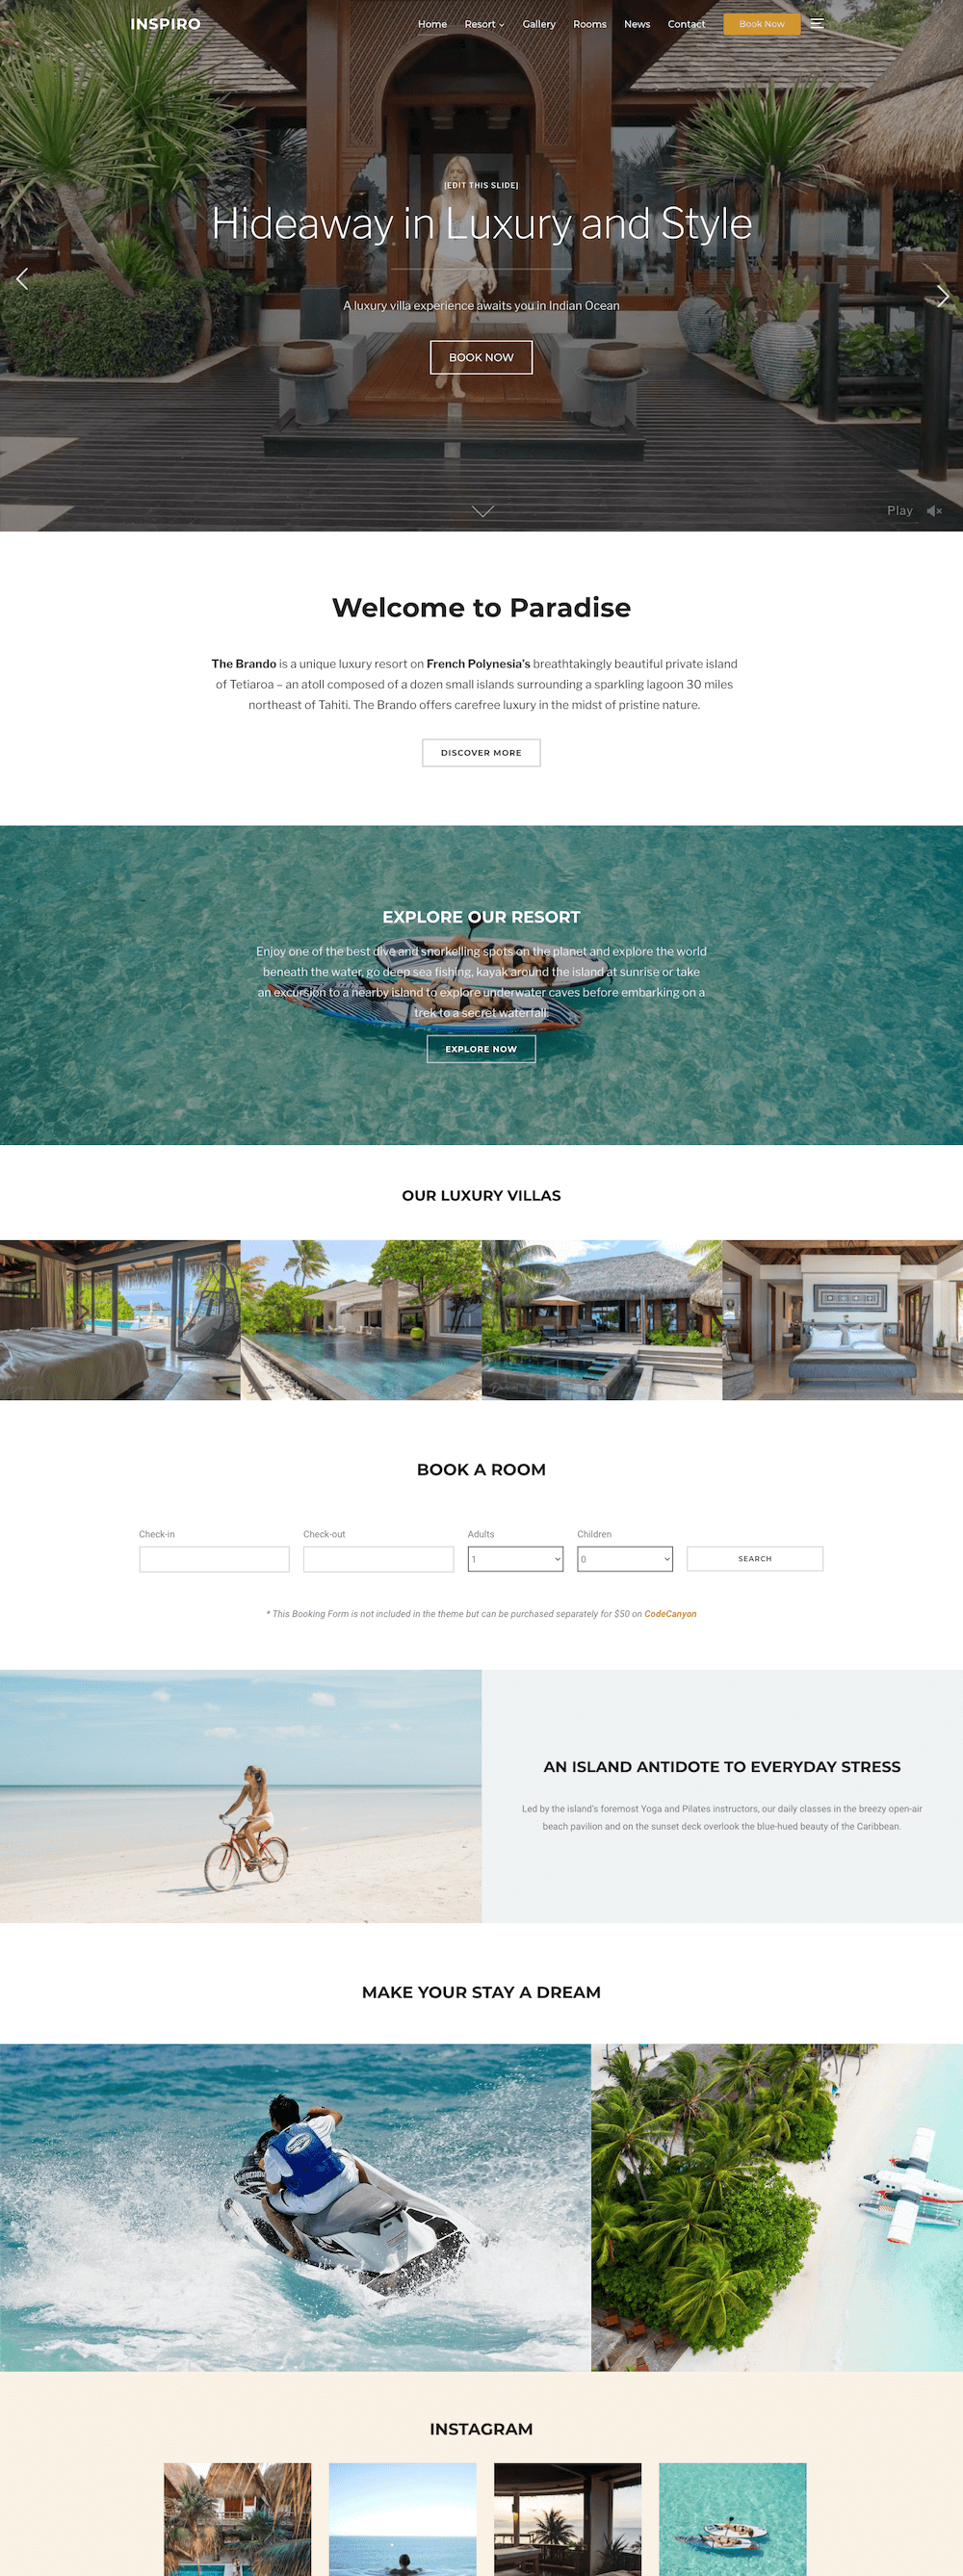 INSPIRO
Home Resort Gallery Rooms News Contact Book Now
[EDIT THIS SLIDE]
Hideaway in Luxury and Style
A luxury villa experience awaits you in Indian Ocean
BOOK NOW
Play
Welcome to Paradise
The Brando is a unique luxury resort on French Polynesia's breathtakingly beautiful private island
of Tetiaroa – an atoll composed of a dozen small islands surrounding a sparkling lagoon 30 miles
northeast of Tahiti. The Brando offers carefree luxury in the midst of pristine nature.
DISCOVER MORE
EXPLORE OUR RESORT
Enjoy one of the best dive and snorkelling spots on the planet and explore the world
beneath the water, go deep sea fishing, kayak around the island at sunrise or take
an excursion to a nearby island to explore underwater caves before embarking on a
trek to a secret waterfall.
EXPLORE NOW
OUR LUXURY VILLAS
BOOK A ROOM
Check-in Check-out Adults Children
1 0 SEARCH
* This Booking Form is not included in the theme but can be purchased separately for $50 on CodeCanyon
AN ISLAND ANTIDOTE TO EVERYDAY STRESS
Led by the island's foremost Yoga and Pilates instructors, our daily classes in the breezy open-air
beach pavilion and on the sunset deck overlook the blue-hued beauty of the Caribbean.
MAKE YOUR STAY A DREAM
INSTAGRAM